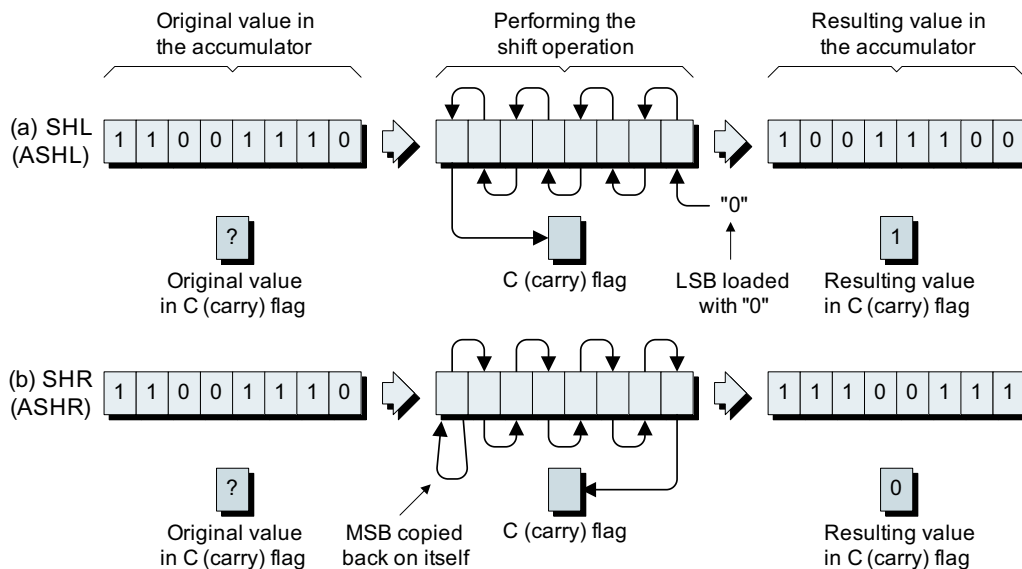 Original value in
the accumulator
Performing the
shift operation
Resulting value in
the accumulator
(a) SHL
(ASHL)
1 1 0 0 1 1 1 0
1 0 0 1 1 1 0 0
"0"
?
1
Original value
in C (carry) flag
C (carry) flag
LSB loaded
with "0"
Resulting value
in C (carry) flag
(b) SHR
(ASHR)
1 1 0 0 1 1 1 0
1 1 1 0 0 1 1 1
?
0
Original value
in C (carry) flag
MSB copied
back on itself
C (carry) flag
Resulting value
in C (carry) flag